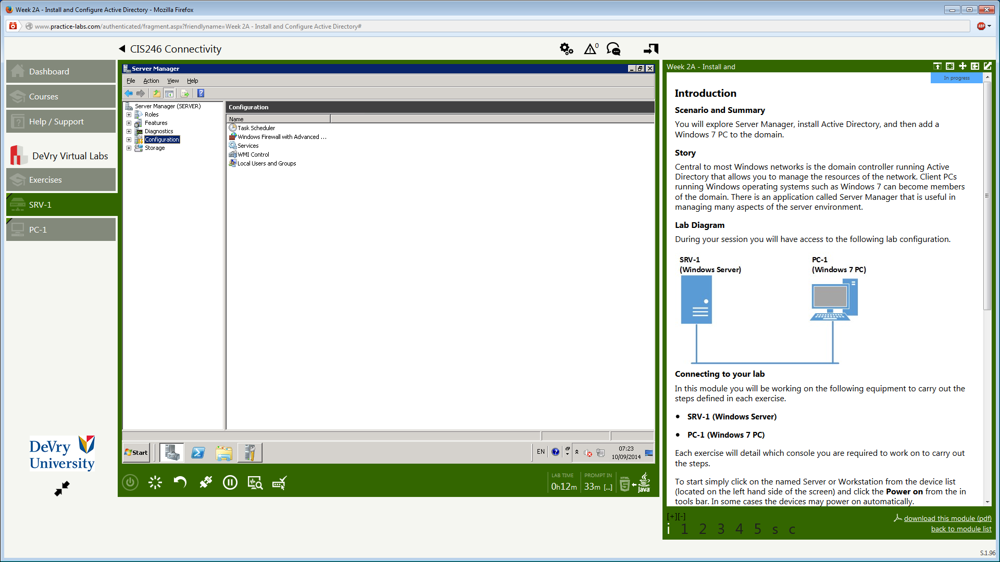 Week 2A - Install and Configure Active Directory - Mozilla Firefox
www.practice-labs.com/authenticated/fragment.aspx?friendlyname=Week 2A - Install and Configure Active Directory#
ABP
CIS246 Connectivity
0
Dashboard
Courses
Help / Support
DeVry Virtual Labs
Exercises
SRV-1
PC-1
DeVry
University
Server Manager
File Action View Help
Server Manager (SERVER)
Roles
Features
Diagnostics
Configuration
Storage
Configuration
Name
Task Scheduler
Windows Firewall with Advanced ...
Services
WMI Control
Local Users and Groups
Start
EN
07:23
10/09/2014
LAB TIME
0h12m
PROMPT IN
33m [...]
HTML
5
java
Week 2A - Install and
In progress
Introduction
Scenario and Summary
You will explore Server Manager, install Active Directory, and then add a
Windows 7 PC to the domain.
Story
Central to most Windows networks is the domain controller running Active
Directory that allows you to manage the resources of the network. Client PCs
running Windows operating systems such as Windows 7 can become members
of the domain. There is an application called Server Manager that is useful in
managing many aspects of the server environment.
Lab Diagram
During your session you will have access to the following lab configuration.
SRV-1
(Windows Server)
PC-1
(Windows 7 PC)
Connecting to your lab
In this module you will be working on the following equipment to carry out the
steps defined in each exercise.
• SRV-1 (Windows Server)
• PC-1 (Windows 7 PC)
Each exercise will detail which console you are required to work on to carry out
the steps.
To start simply click on the named Server or Workstation from the device list
(located on the left hand side of the screen) and click the Power on from the in
tools bar. In some cases the devices may power on automatically.
[+][-]
i 1 2 3 4 5 s c
download this module (pdf)
back to module list
S.1.96